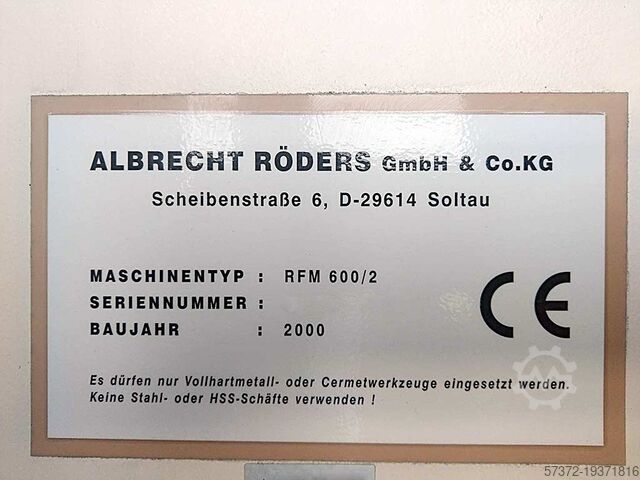 ALBRECHT RÖDERS GmbH & Co.KG
Scheibenstraße 6, D-29614 Soltau
MASCHINENTYP : RFM 600/2
SERIENNUMMER :
BAUJAHR : 2000
CE
Es dürfen nur Vollhartmetall- oder Cermetwerkzeuge eingesetzt werden.
Keine Stahl- oder HSS-Schäfte verwenden !
57372-19371816